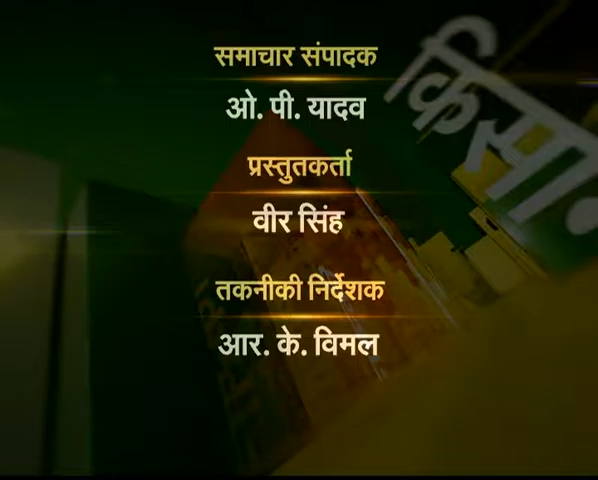 समाचार संपादक
ओ. पी. यादव
प्रस्तुतकर्ता
वीर सिंह
तकनीकी निर्देशक
आर. के. विमल